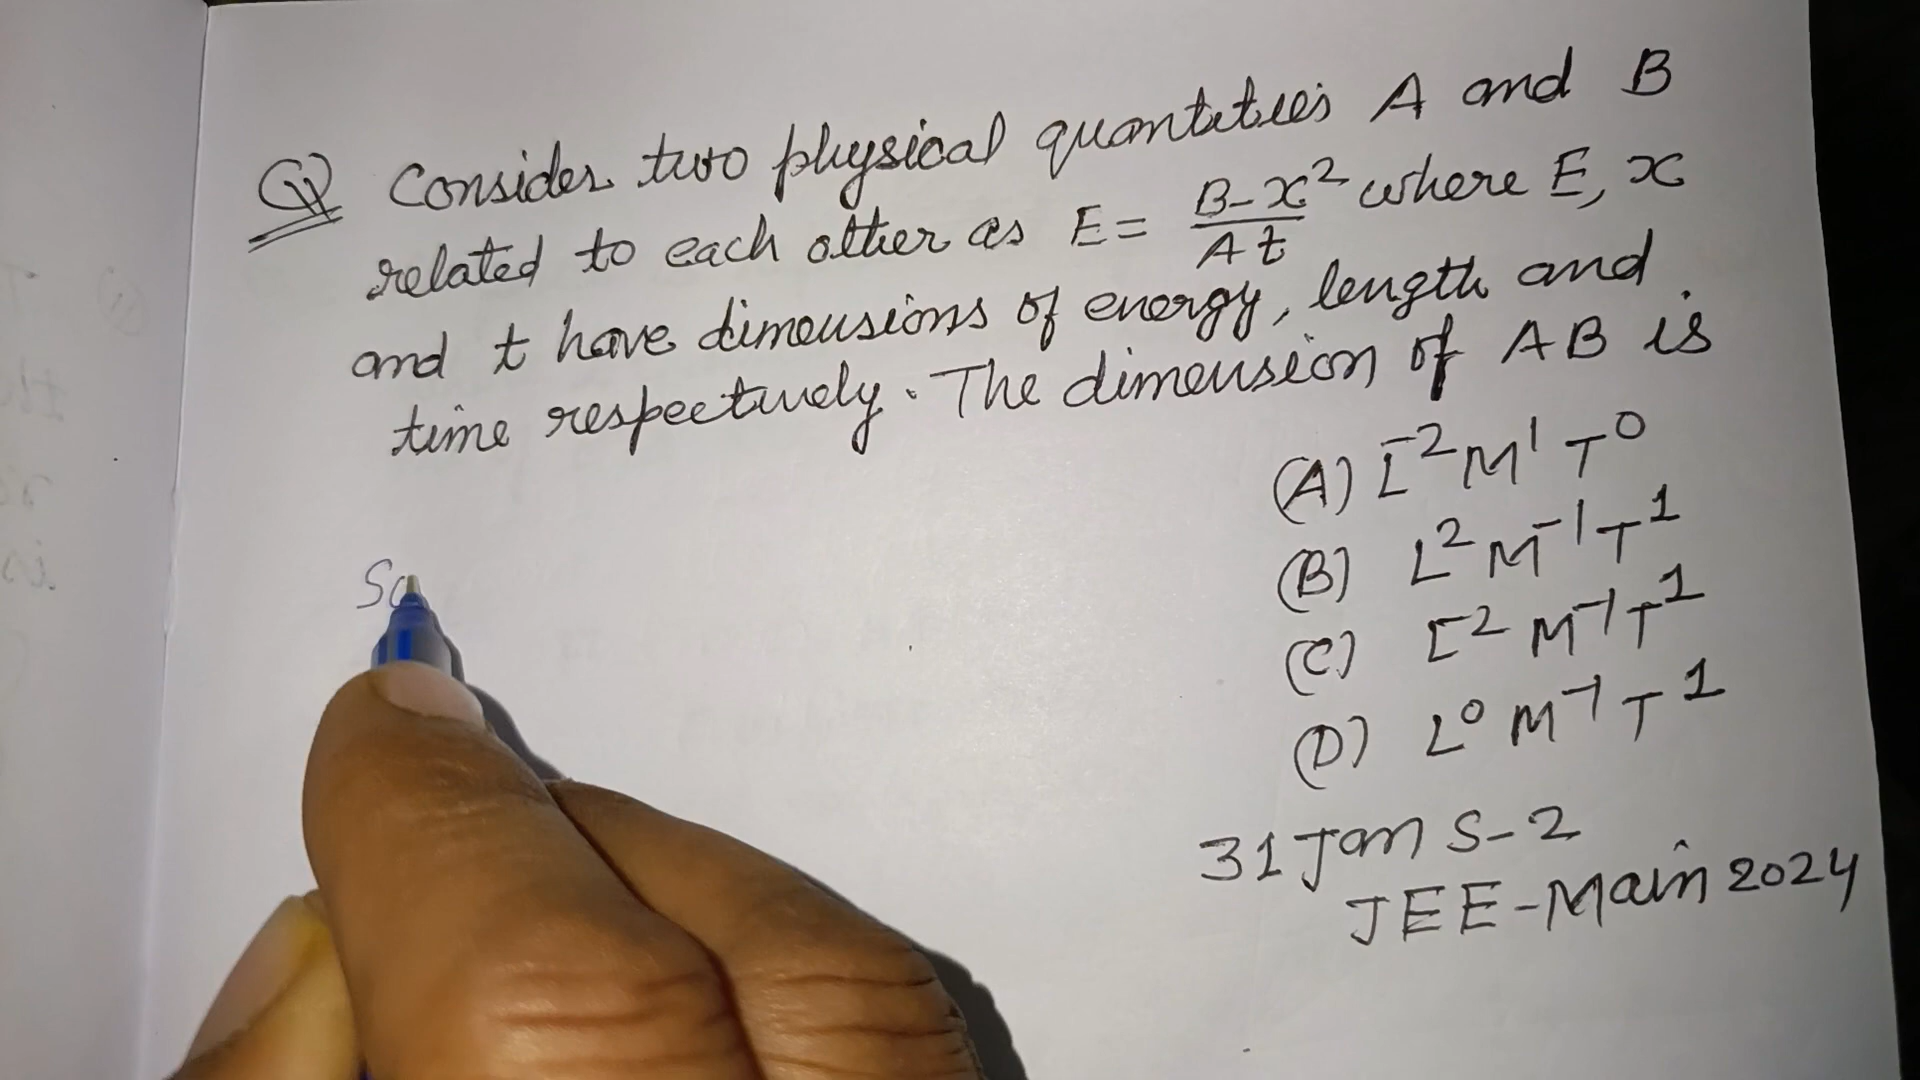 Q) Consider two physical quantities A and B
related to each other as E = B-x²/At where E, x
and t have dimensions of energy, length and
time respectively. The dimension of AB is
(A) L⁻²M¹T⁰
(B) L²M⁻¹T¹
(C) L⁻²M⁻¹T¹
(D) L⁰M⁻¹T¹
So
31 Jan S-2
JEE-Main 2024